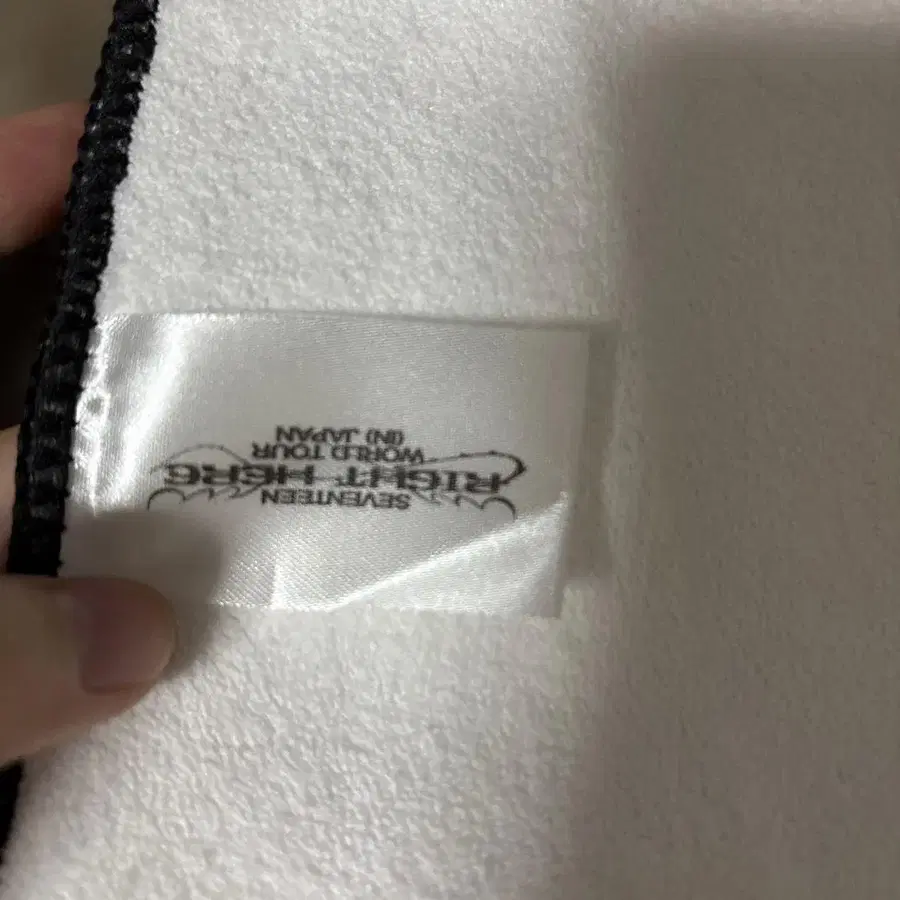 SEVENTEEN
RIGHT HERE
WORLD TOUR
(IN) JAPAN